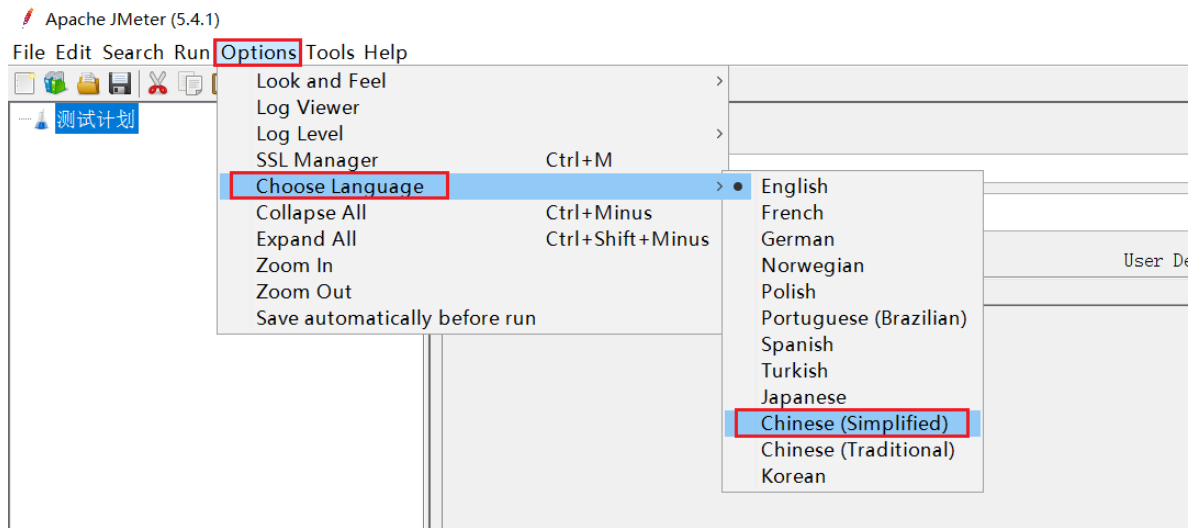 Apache JMeter (5.4.1)
File Edit Search Run Options Tools Help
测试计划
Look and Feel
Log Viewer
Log Level
SSL Manager Ctrl+M
Choose Language
Collapse All Ctrl+Minus
Expand All Ctrl+Shift+Minus
Zoom In
Zoom Out
Save automatically before run
English
French
German
Norwegian
Polish
Portuguese (Brazilian)
Spanish
Turkish
Japanese
Chinese (Simplified)
Chinese (Traditional)
Korean
User De